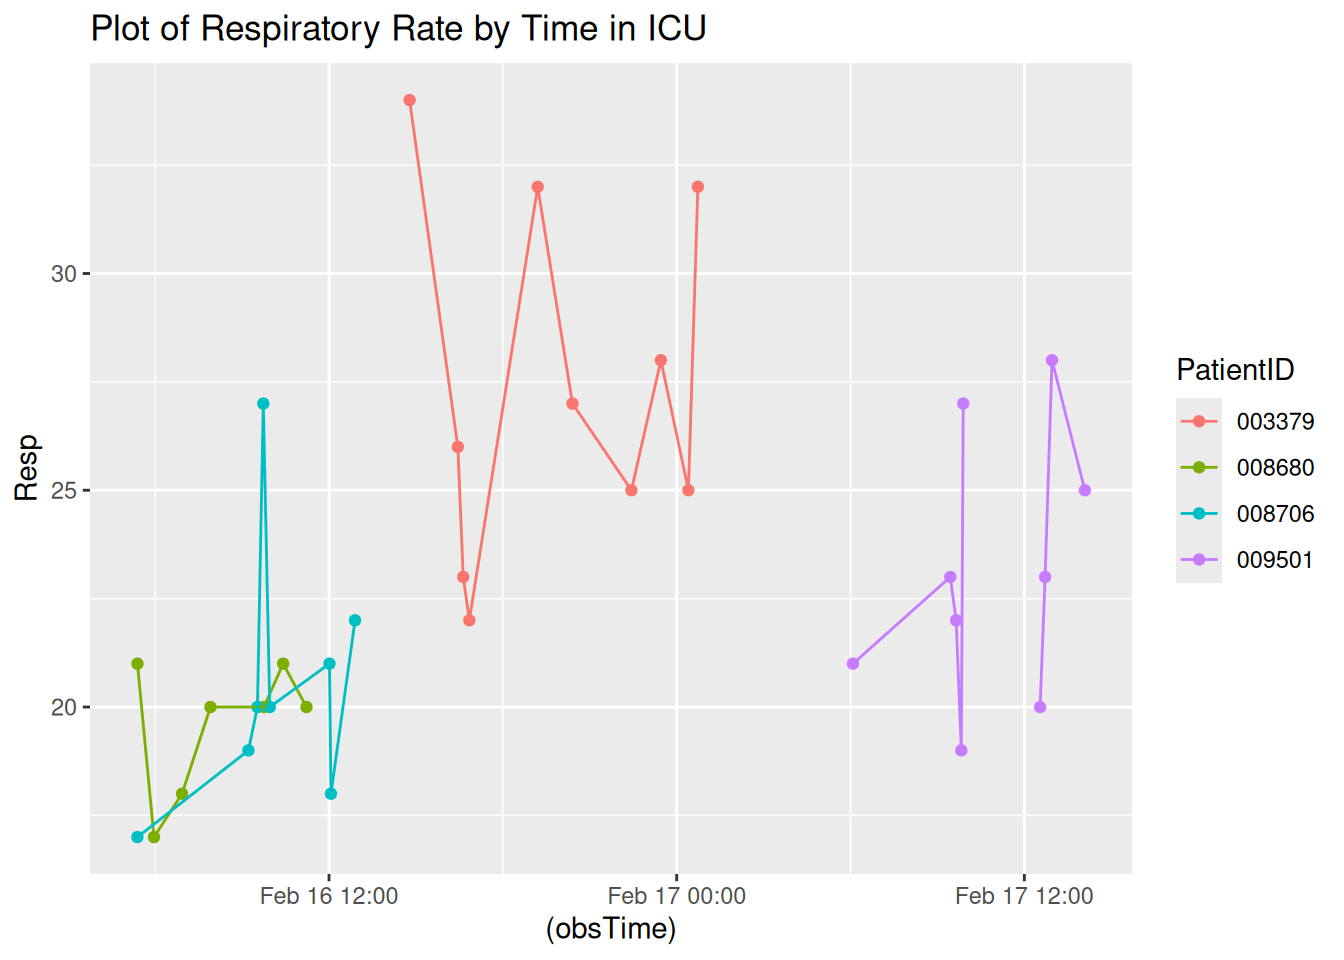 Plot of Respiratory Rate by Time in ICU
Resp
30
25
20
Feb 16 12:00
Feb 17 00:00
Feb 17 12:00
(obsTime)
PatientID
003379
008680
008706
009501